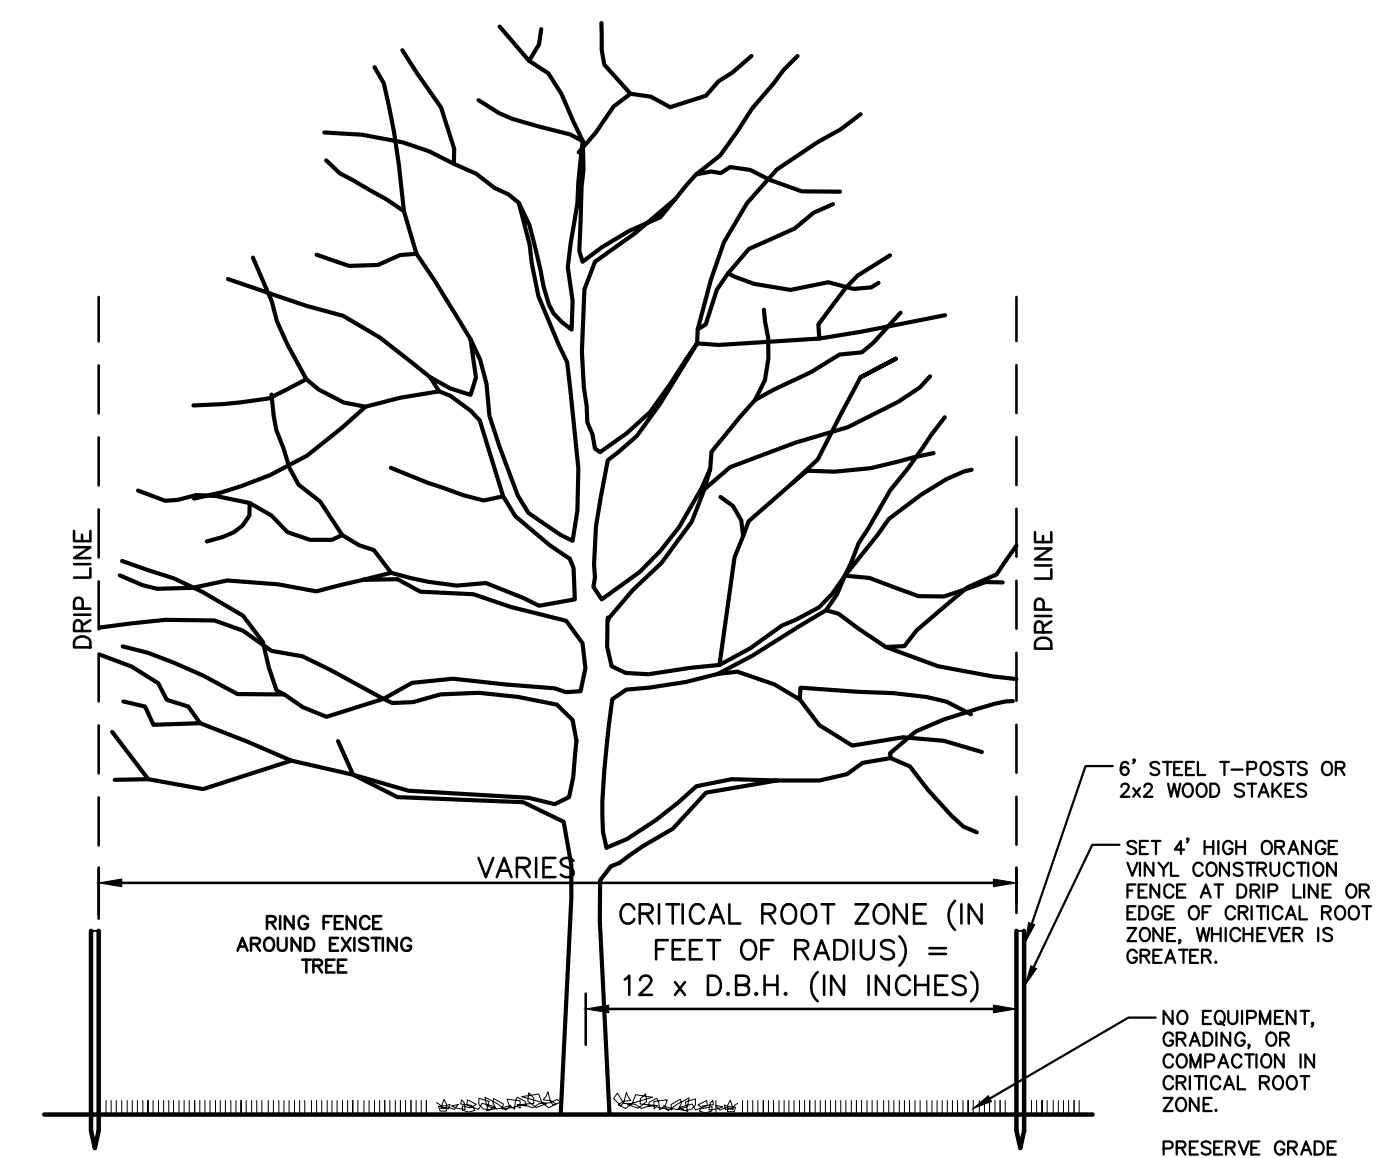 DRIP LINE
DRIP LINE
6' STEEL T-POSTS OR
2x2 WOOD STAKES
SET 4' HIGH ORANGE
VINYL CONSTRUCTION
FENCE AT DRIP LINE OR
EDGE OF CRITICAL ROOT
ZONE, WHICHEVER IS
GREATER.
VARIES
RING FENCE
AROUND EXISTING
TREE
CRITICAL ROOT ZONE (IN
FEET OF RADIUS) =
12 x D.B.H. (IN INCHES)
NO EQUIPMENT,
GRADING, OR
COMPACTION IN
CRITICAL ROOT
ZONE.
PRESERVE GRADE